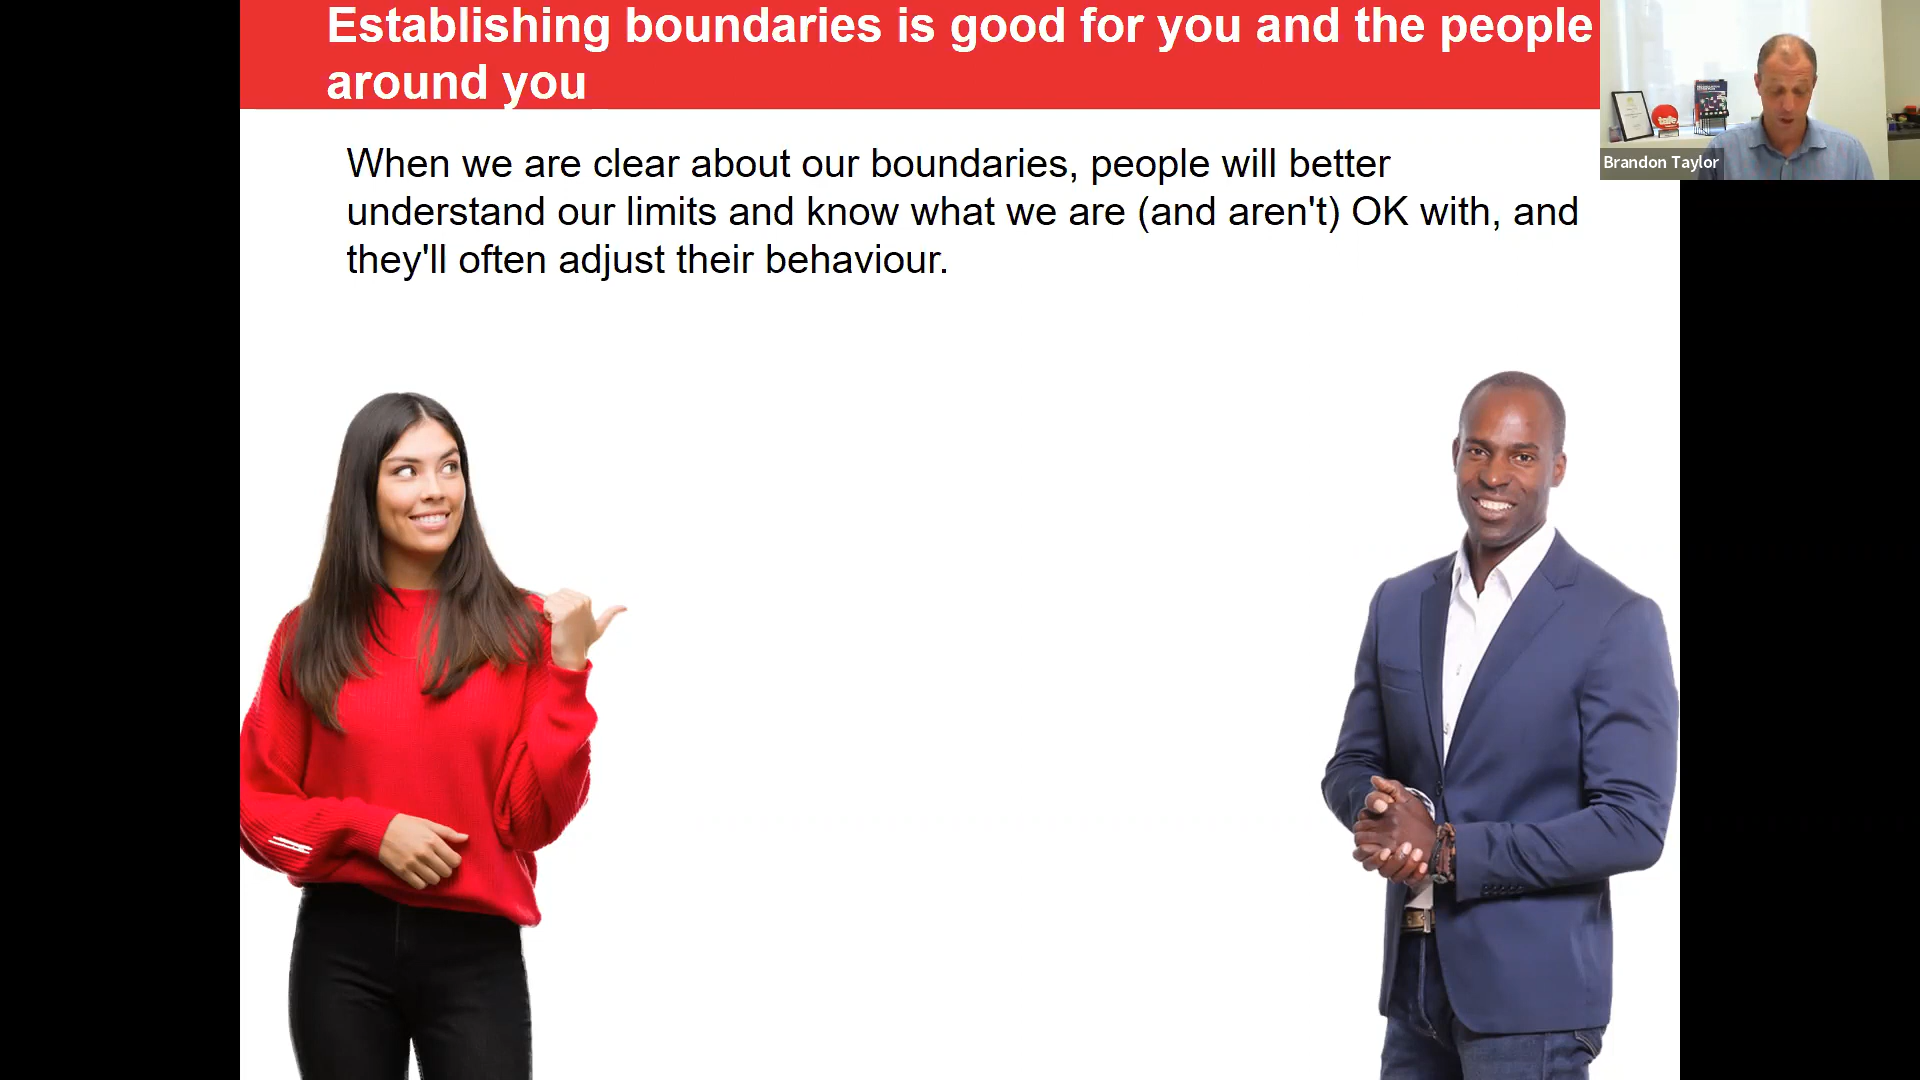 Establishing boundaries is good for you and the people
around you
When we are clear about our boundaries, people will better
understand our limits and know what we are (and aren't) OK with, and
they'll often adjust their behaviour.
Brandon Taylor
tafe